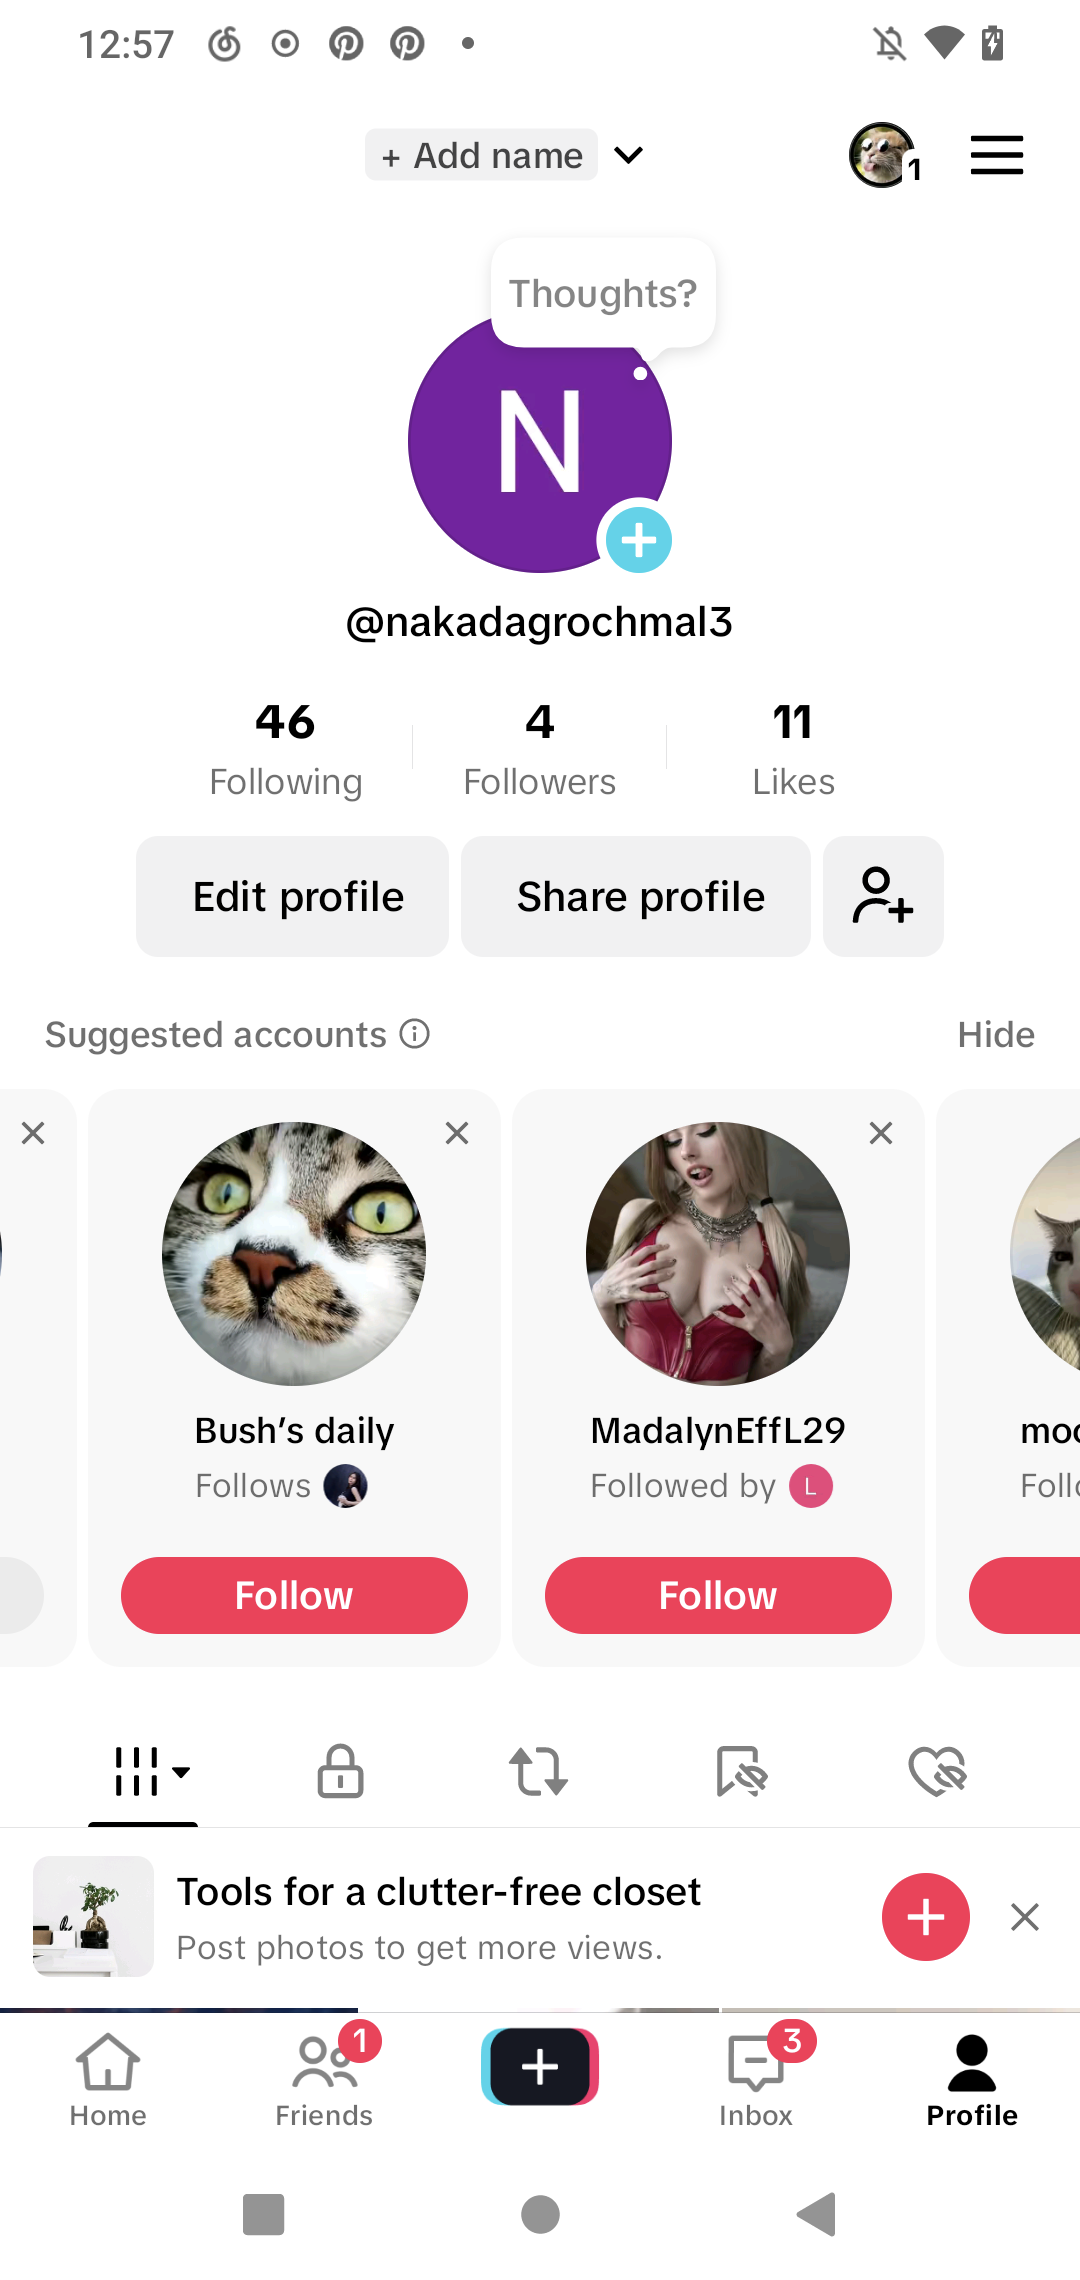 12:57
+ Add name
1
Thoughts?
N
@nakadagrochmal3
46 4 11
Following Followers Likes
Edit profile Share profile
Suggested accounts Hide
Bush's daily MadalynEffL29
Follows Followed by L
Follow Follow
Tools for a clutter-free closet
Post photos to get more views.
1 3
Home Friends Inbox Profile